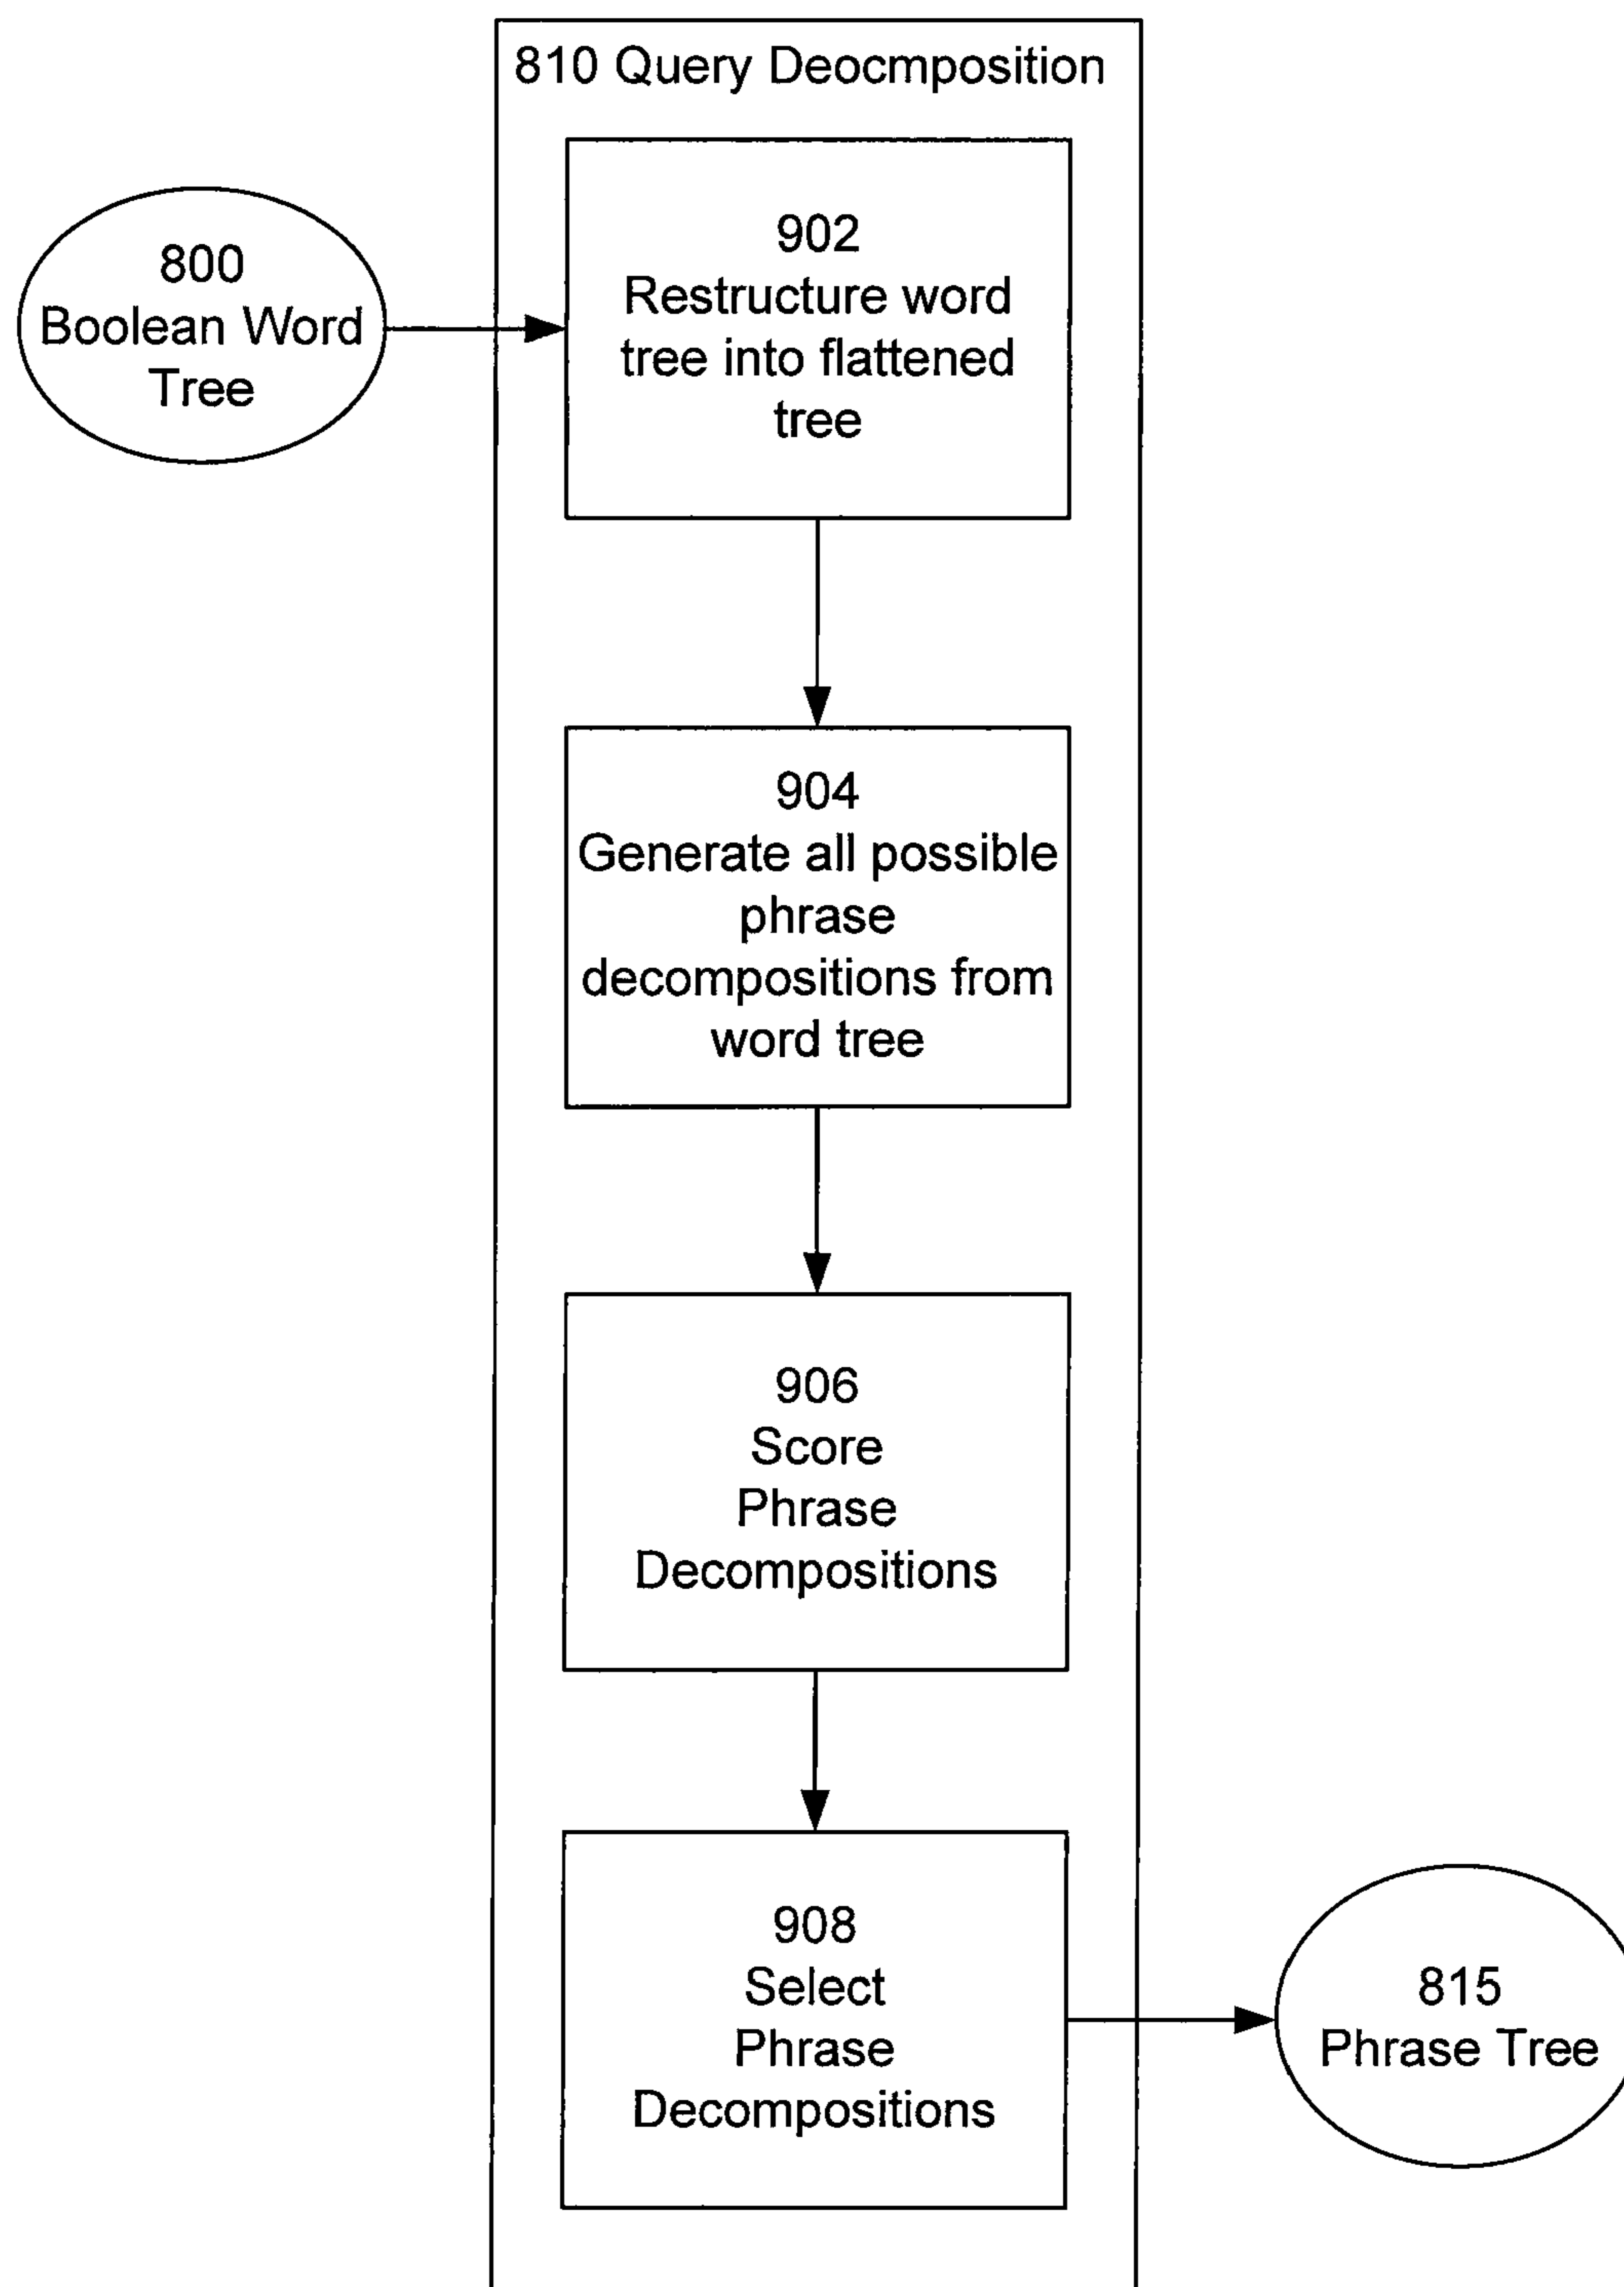 810 Query Deocmposition
800
Boolean Word
Tree
902
Restructure word
tree into flattened
tree
904
Generate all possible
phrase
decompositions from
word tree
906
Score
Phrase
Decompositions
908
Select
Phrase
Decompositions
815
Phrase Tree